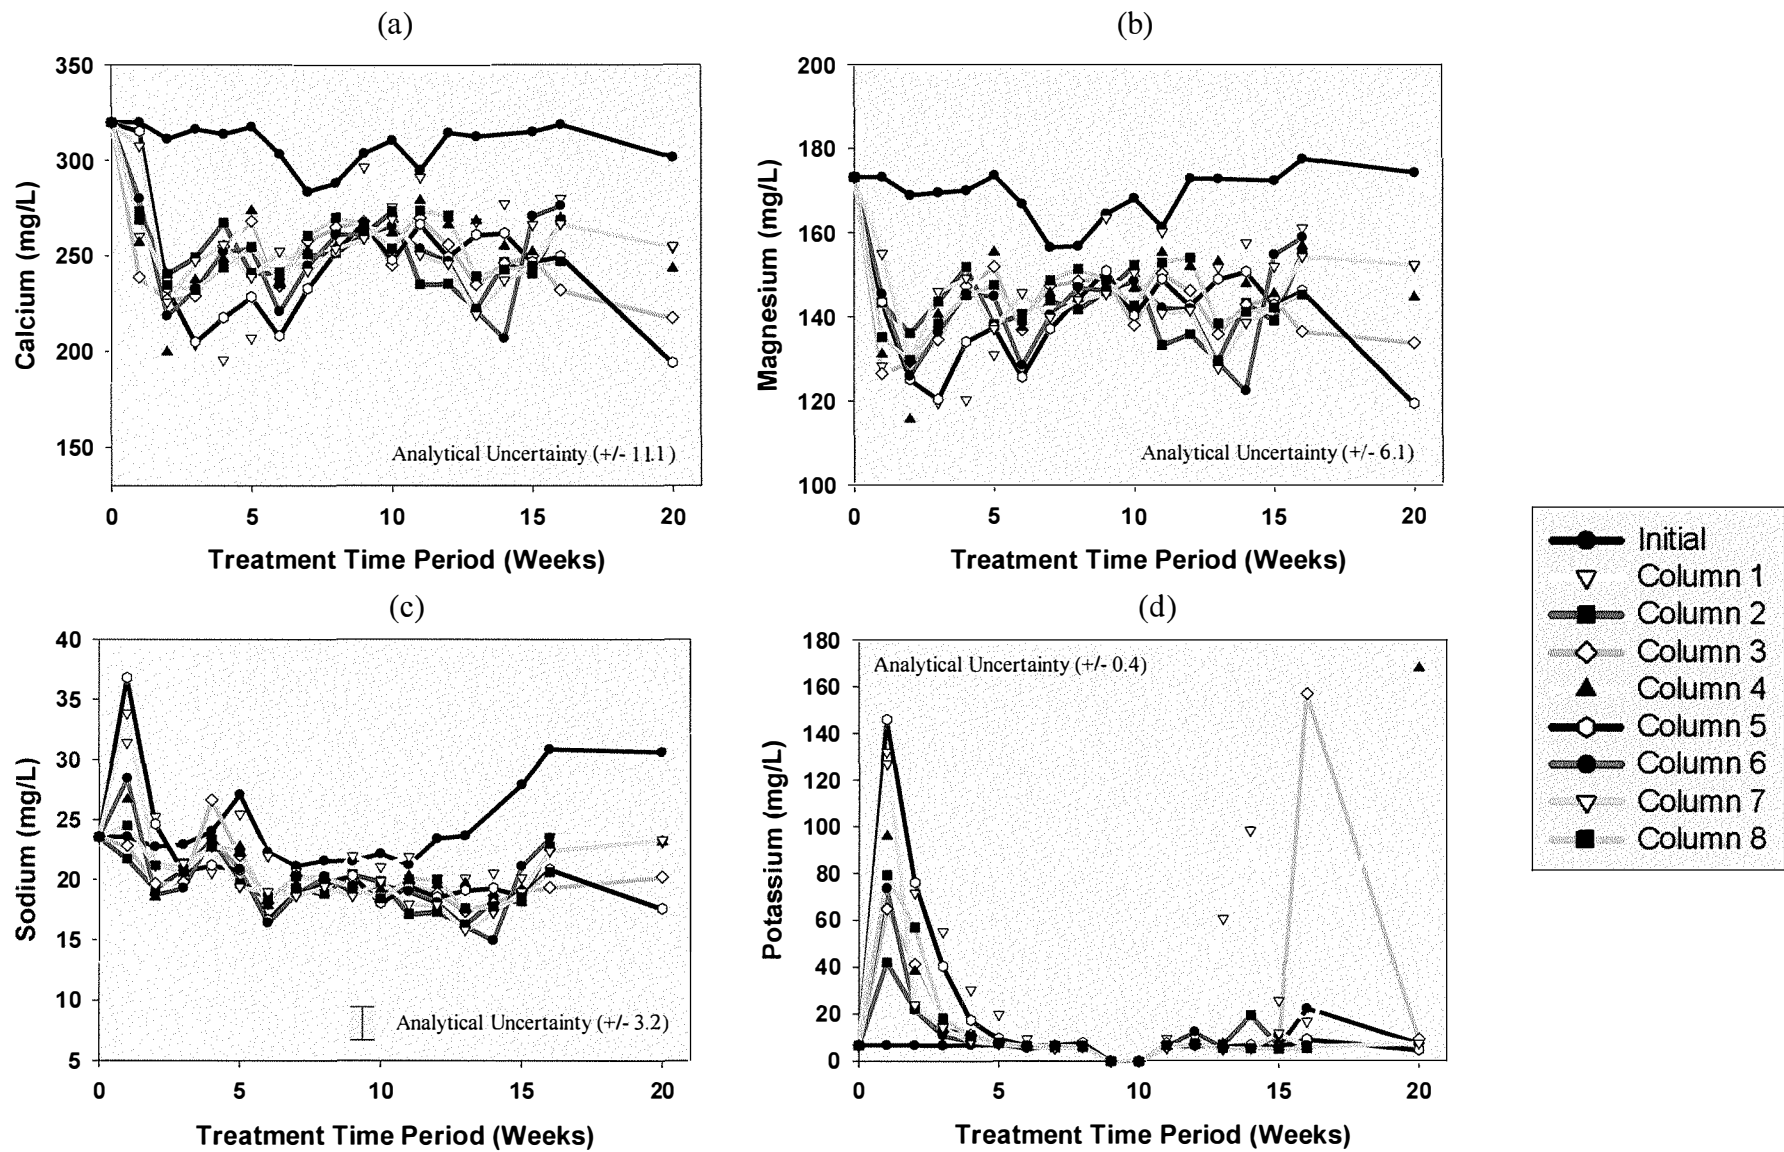 (a)
350
300
250
200
150
Calcium (mg/L)
Analytical Uncertainty (+/- 11.1)
0 5 10 15 20
Treatment Time Period (Weeks)
(b)
200
180
160
140
120
100
Magnesium (mg/L)
Analytical Uncertainty (+/- 6.1)
0 5 10 15 20
Treatment Time Period (Weeks)
(c)
40
35
30
25
20
15
10
5
Sodium (mg/L)
Analytical Uncertainty (+/- 3.2)
0 5 10 15 20
Treatment Time Period (Weeks)
(d)
180
160
140
120
100
80
60
40
20
0
Potassium (mg/L)
Analytical Uncertainty (+/- 0.4)
0 5 10 15 20
Treatment Time Period (Weeks)
Initial
Column 1
Column 2
Column 3
Column 4
Column 5
Column 6
Column 7
Column 8